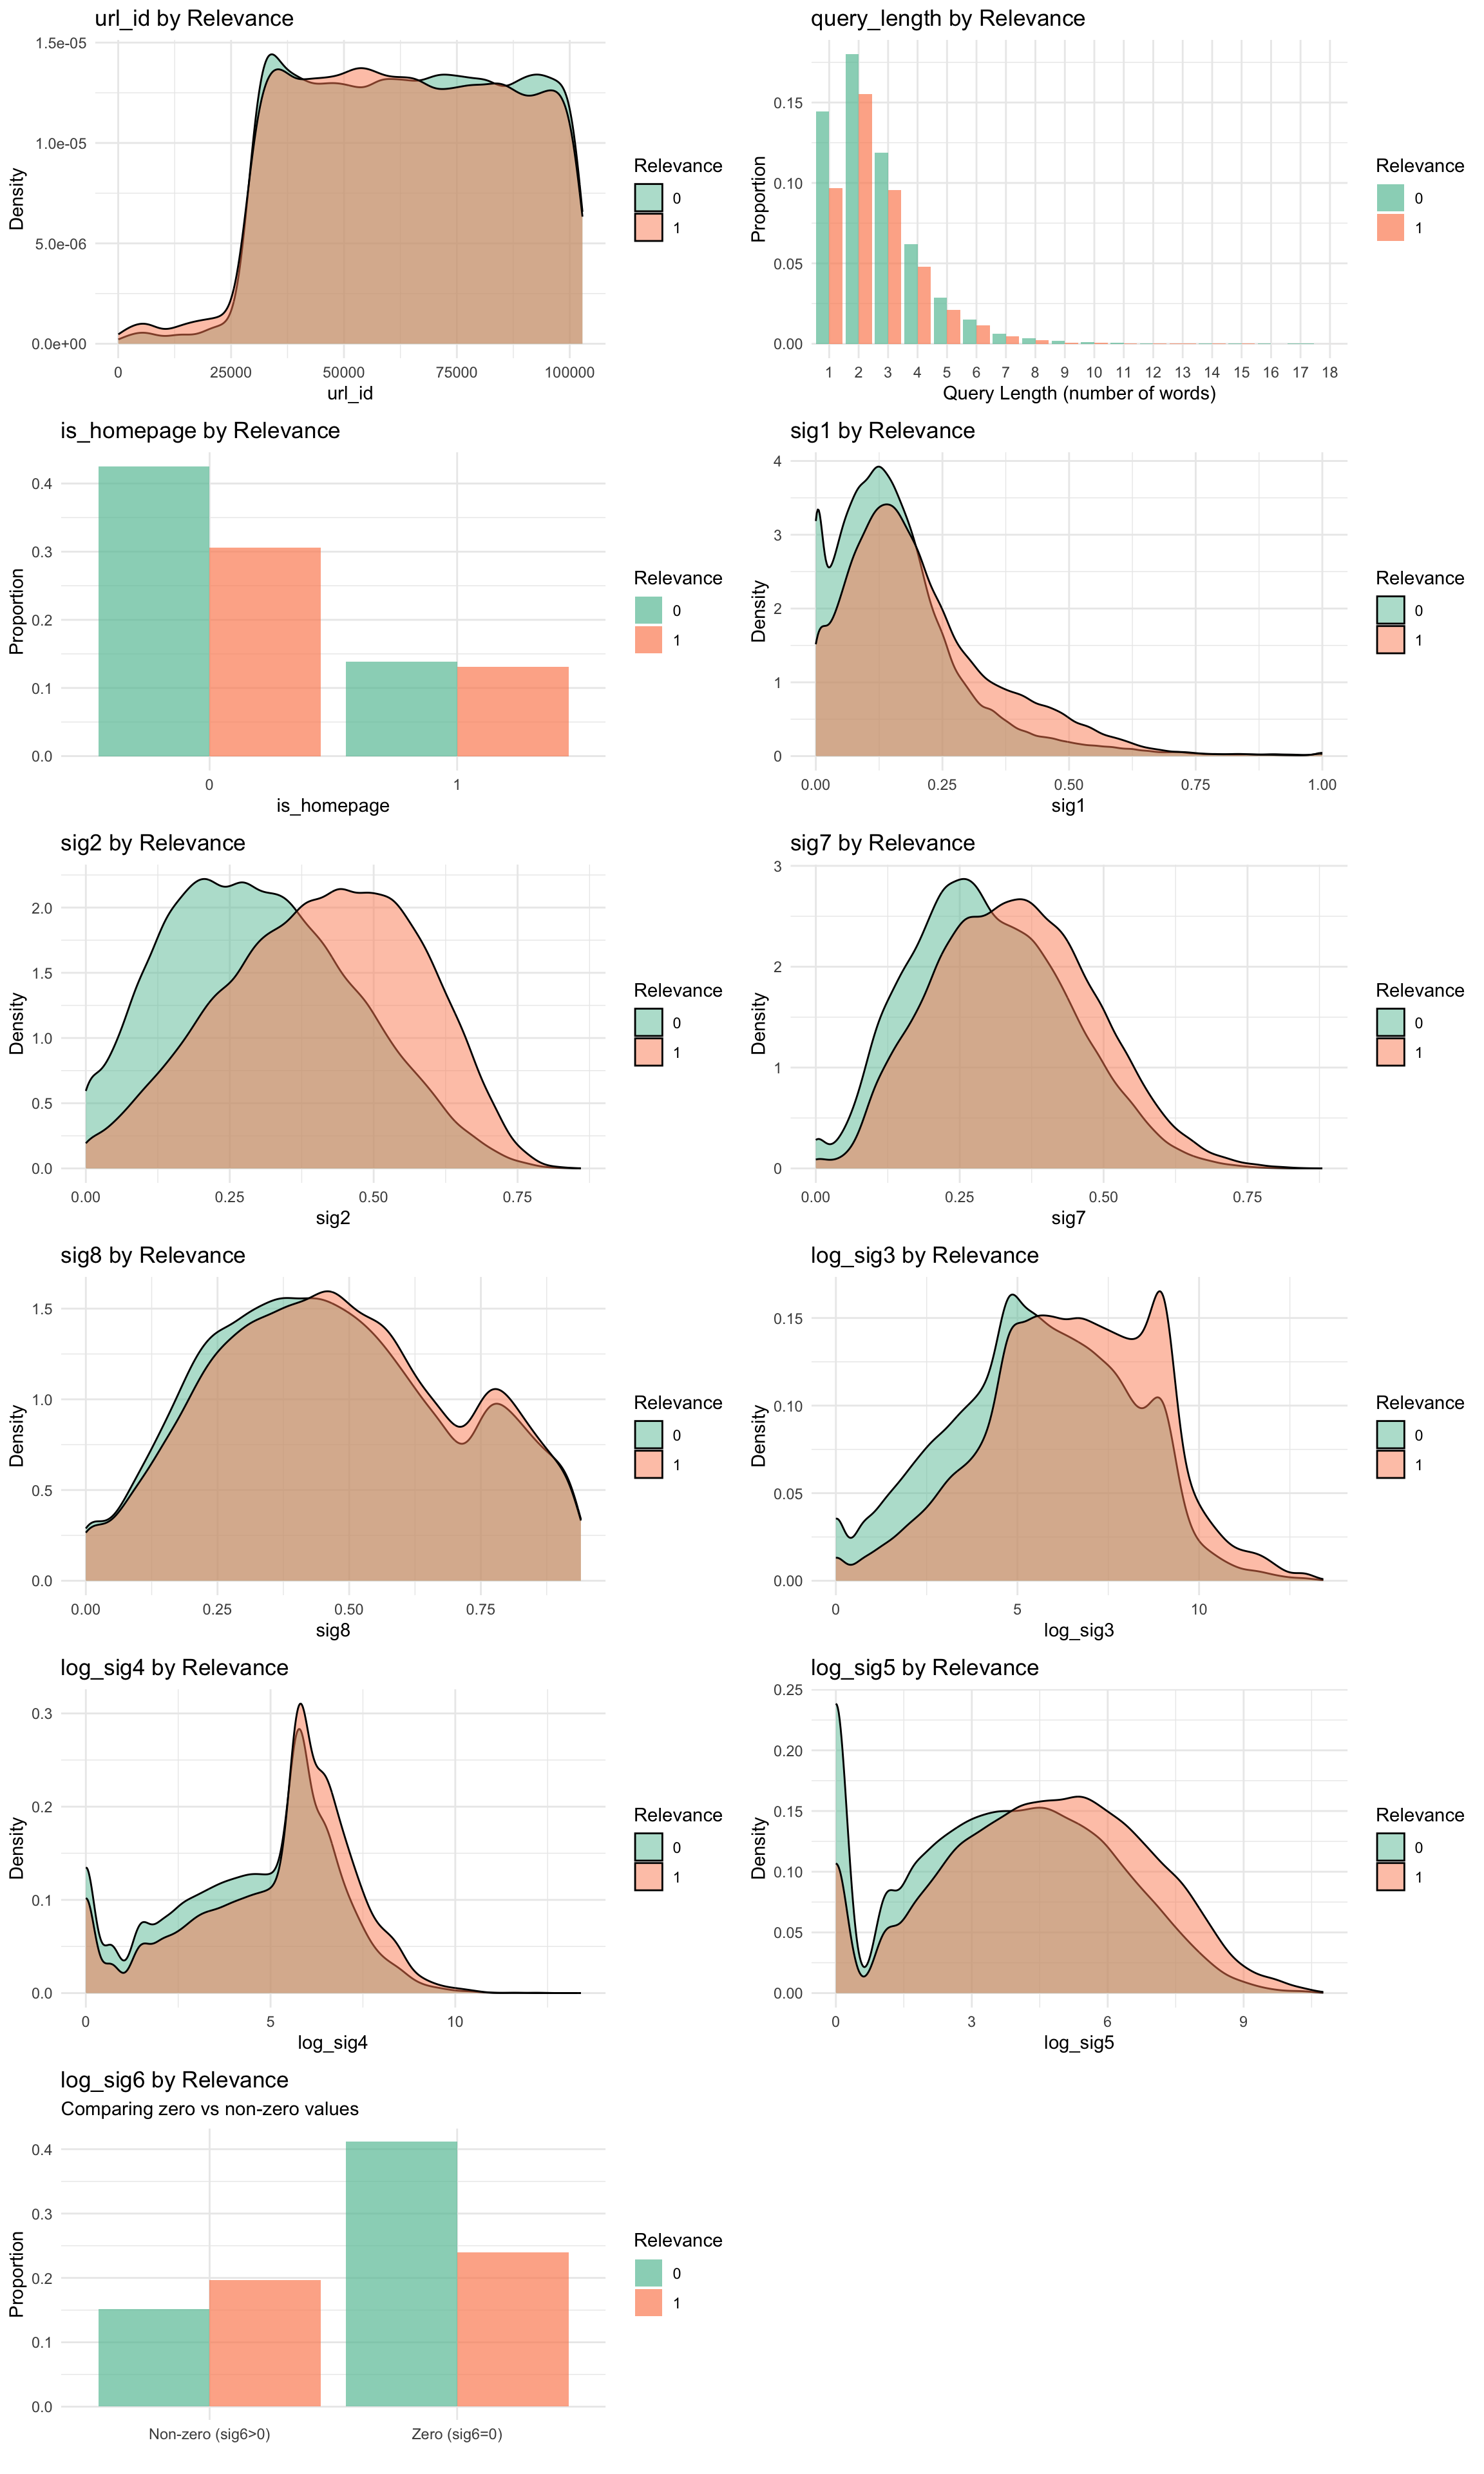 url_id by Relevance
Density
1.5e-05
1.0e-05
5.0e-06
0.0e+00
0 25000 50000 75000 100000
url_id
Relevance
0
1
query_length by Relevance
Proportion
0.15
0.10
0.05
0.00
1 2 3 4 5 6 7 8 9 10 11 12 13 14 15 16 17 18
Query Length (number of words)
Relevance
0
1
is_homepage by Relevance
Proportion
0.4
0.3
0.2
0.1
0.0
0 1
is_homepage
Relevance
0
1
sig1 by Relevance
Density
4
3
2
1
0
0.00 0.25 0.50 0.75 1.00
sig1
Relevance
0
1
sig2 by Relevance
Density
2.0
1.5
1.0
0.5
0.0
0.00 0.25 0.50 0.75
sig2
Relevance
0
1
sig7 by Relevance
Density
3
2
1
0
0.00 0.25 0.50 0.75
sig7
Relevance
0
1
sig8 by Relevance
Density
1.5
1.0
0.5
0.0
0.00 0.25 0.50 0.75
sig8
Relevance
0
1
log_sig3 by Relevance
Density
0.15
0.10
0.05
0.00
0 5 10
log_sig3
Relevance
0
1
log_sig4 by Relevance
Density
0.3
0.2
0.1
0.0
0 5 10
log_sig4
Relevance
0
1
log_sig5 by Relevance
Density
0.25
0.20
0.15
0.10
0.05
0.00
0 3 6 9
log_sig5
Relevance
0
1
log_sig6 by Relevance
Comparing zero vs non-zero values
Proportion
0.4
0.3
0.2
0.1
0.0
Non-zero (sig6>0) Zero (sig6=0)
Relevance
0
1